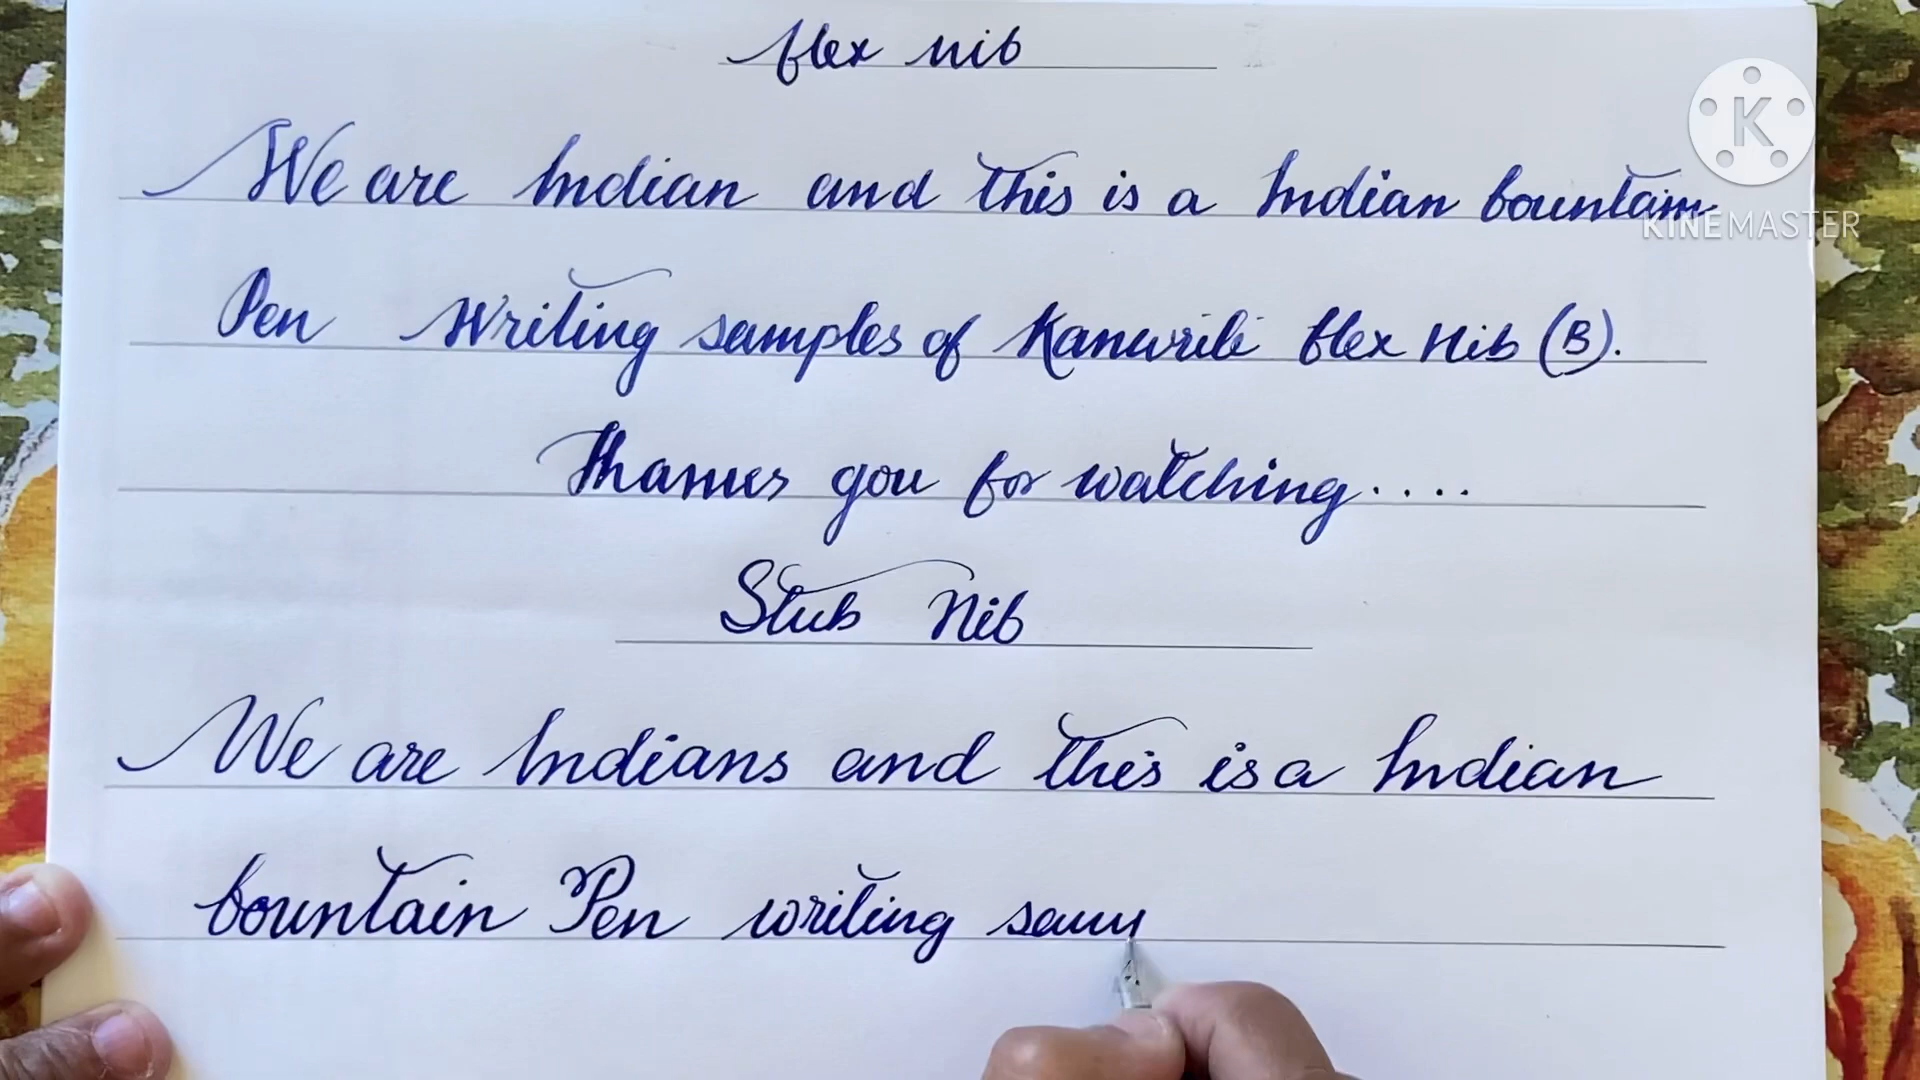 flex nib
We are Indian and this is a Indian fountain
Pen Writing samples of Kanwrite flex Nib (B).
Thanks you for watching....
Stub Nib
We are Indians and this is a Indian
fountain Pen writing sam
K
KINEMASTER